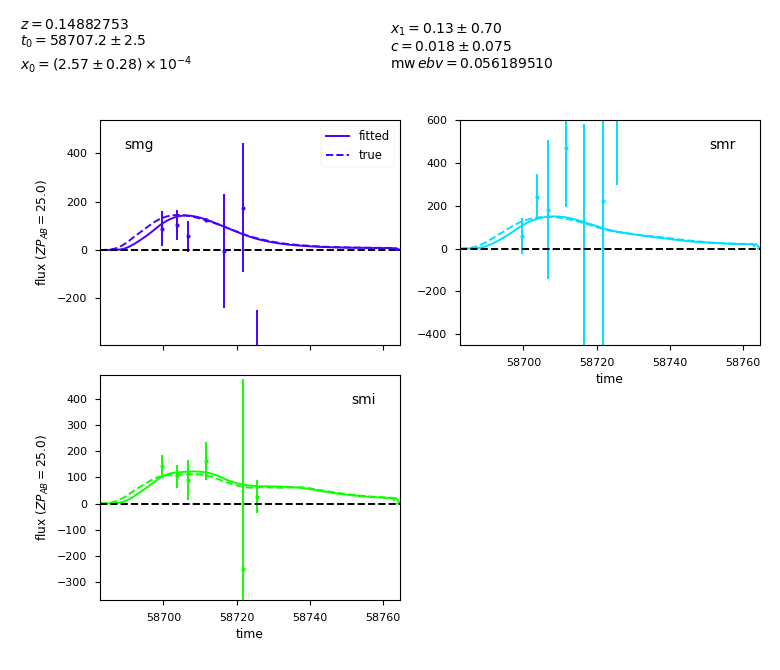 z = 0.14882753
t₀ = 58707.2 ± 2.5
x₀ = (2.57 ± 0.28) × 10⁻⁴
x₁ = 0.13 ± 0.70
c = 0.018 ± 0.075
mw ebv = 0.056189510
smg
fitted
true
400
200
0
−200
flux (ZP_AB = 25.0)
smr
600
400
200
0
−200
−400
58700 58720 58740 58760
time
smi
400
300
200
100
0
−100
−200
−300
flux (ZP_AB = 25.0)
58700 58720 58740 58760
time